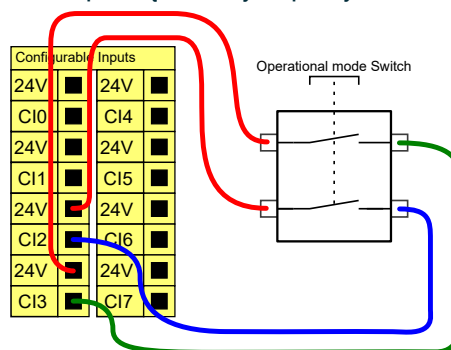 Configurable Inputs
24V 24V
CI0 CI4
24V 24V
CI1 CI5
24V 24V
CI2 CI6
24V 24V
CI3 CI7
Operational mode Switch